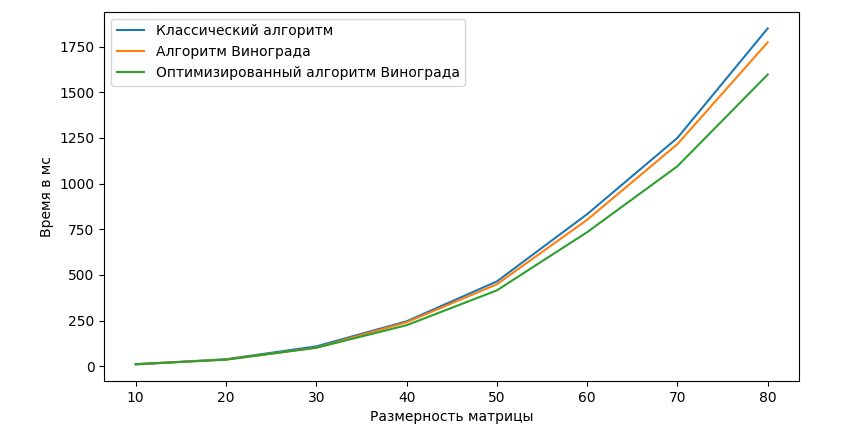 Классический алгоритм
Алгоритм Винограда
Оптимизированный алгоритм Винограда
Время в мс
1750
1500
1250
1000
750
500
250
0
10 20 30 40 50 60 70 80
Размерность матрицы